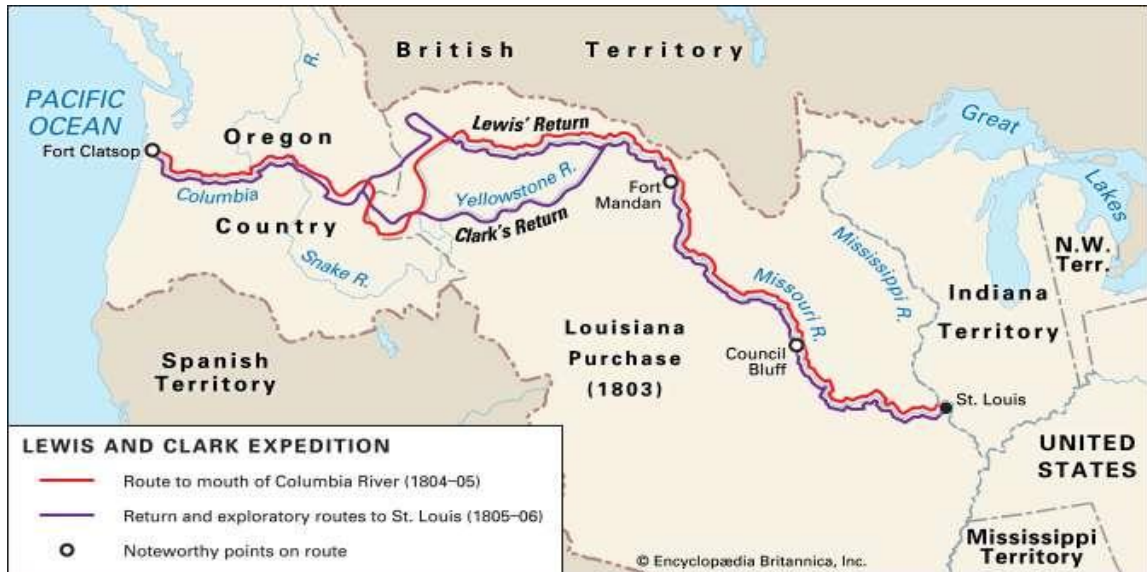 British Territory
PACIFIC
OCEAN
R.
Oregon
Lewis' Return
Great
Lakes
Fort Clatsop
Columbia
Yellowstone R.
Fort
Mandan
Country
Clark's Return
Snake R.
Missouri R.
Mississippi R.
N.W.
Terr.
Indiana
Territory
Louisiana
Purchase
(1803)
Council
Bluff
Spanish
Territory
St. Louis
UNITED
STATES
Mississippi
Territory
LEWIS AND CLARK EXPEDITION
Route to mouth of Columbia River (1804–05)
Return and exploratory routes to St. Louis (1805–06)
Noteworthy points on route
© Encyclopædia Britannica, Inc.